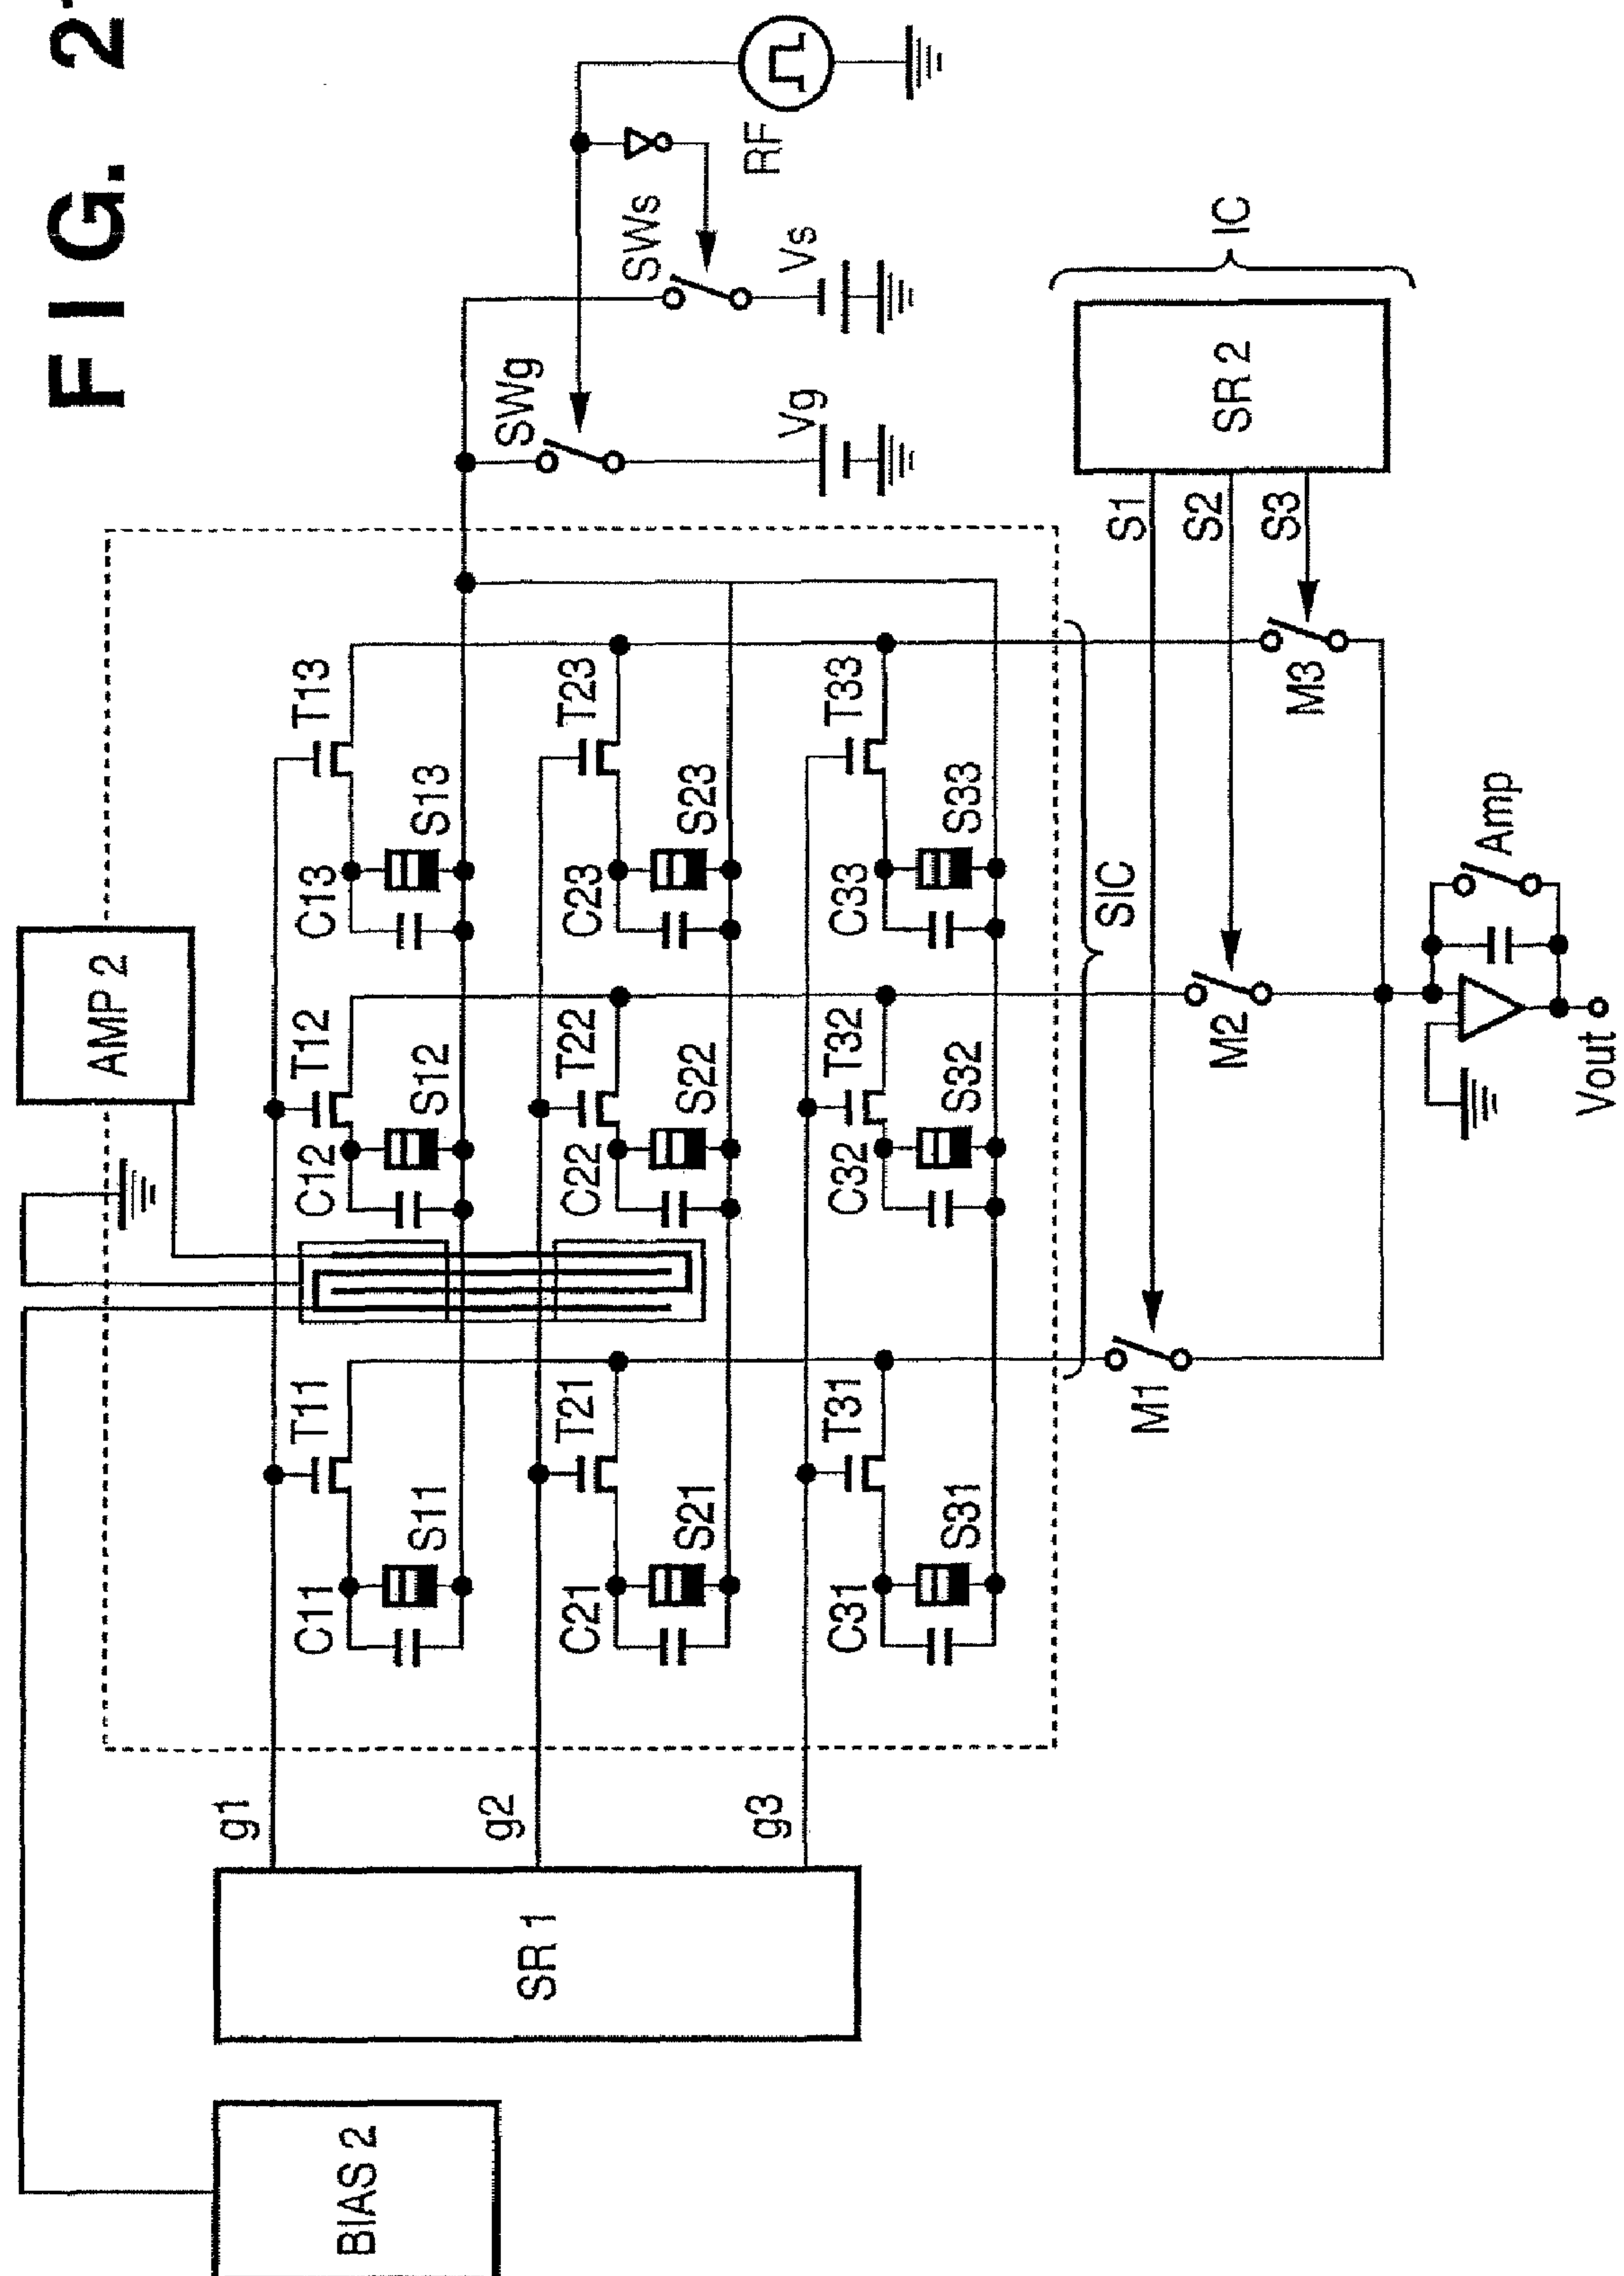 FIG. 2
AMP 2
BIAS 2
SR 1
g1
g2
g3
T11
T12
T13
C11
S11
C12
S12
C13
S13
T21
T22
T23
C21
S21
C22
S22
C23
S23
T31
T32
T33
C31
S31
C32
S32
C33
S33
SWg
SWs
Vg
Vs
RF
SIC
S1
S2
S3
SR 2
IC
M1
M2
M3
Amp
Vout